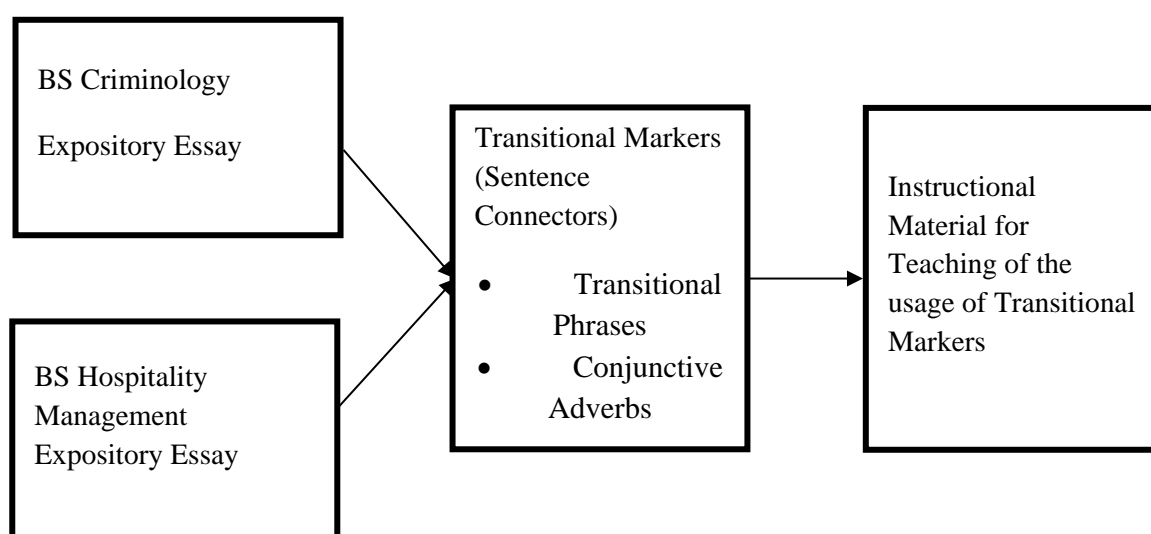 BS Criminology
Expository Essay
BS Hospitality
Management
Expository Essay
Transitional Markers
(Sentence
Connectors)
● Transitional
Phrases
● Conjunctive
Adverbs
Instructional
Material for
Teaching of the
usage of Transitional
Markers